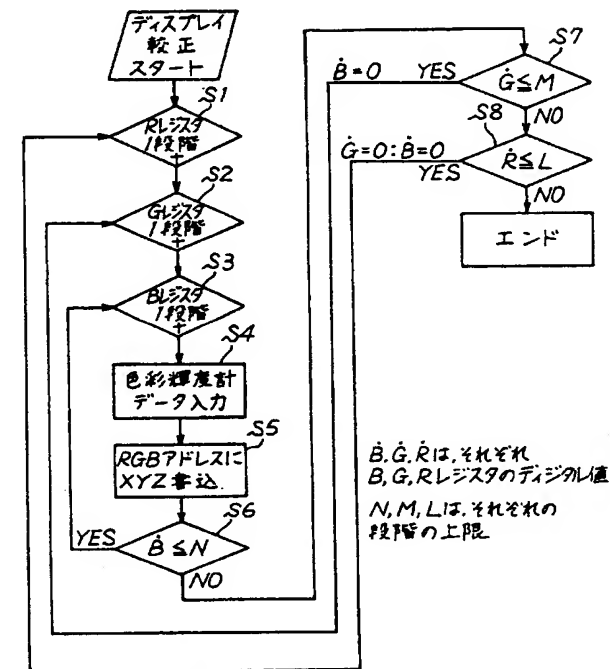 ディスプレイ
較正
スタート
S1
Rレジスタ
1段階
+
S2
Gレジスタ
1段階
+
S3
Bレジスタ
1段階
+
S4
色彩輝度計
データ入力
S5
RGBアドレスに
XYZ書込.
S6
YES
Ḃ≦N
NO
S7
Ḃ=0
YES
Ġ≦M
NO
S8
Ġ=0:Ḃ=0
YES
Ṙ≦L
NO
エンド
Ḃ,Ġ,Ṙは,それぞれ
B,G,Rレジスタのディジタル値
N,M,Lは,それぞれの
段階の上限